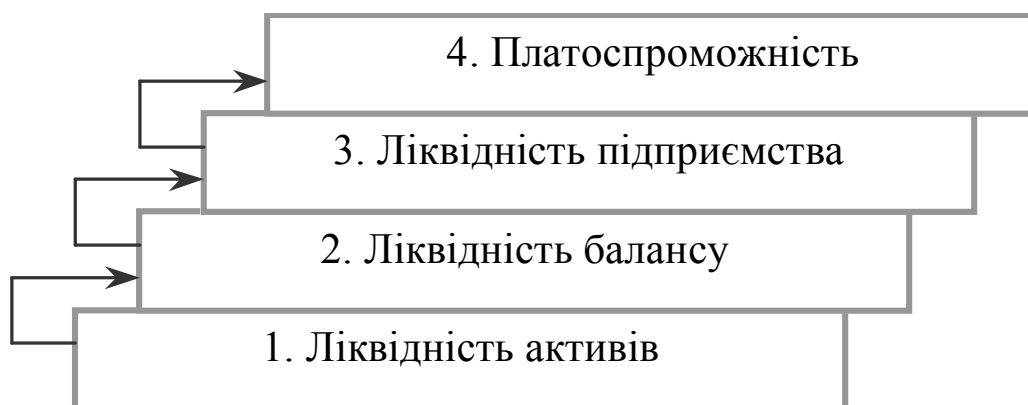 4. Платоспроможність
3. Ліквідність підприємства
2. Ліквідність балансу
1. Ліквідність активів